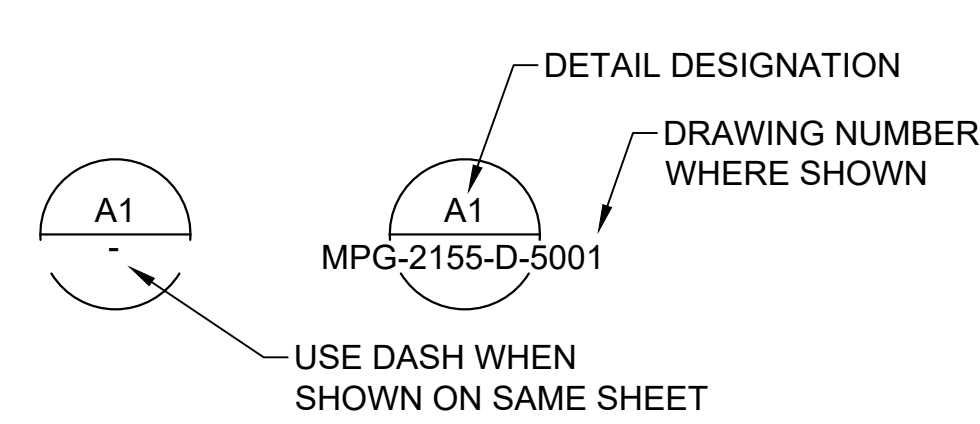 DETAIL DESIGNATION
DRAWING NUMBER
WHERE SHOWN
A1
-
A1
MPG-2155-D-5001
USE DASH WHEN
SHOWN ON SAME SHEET